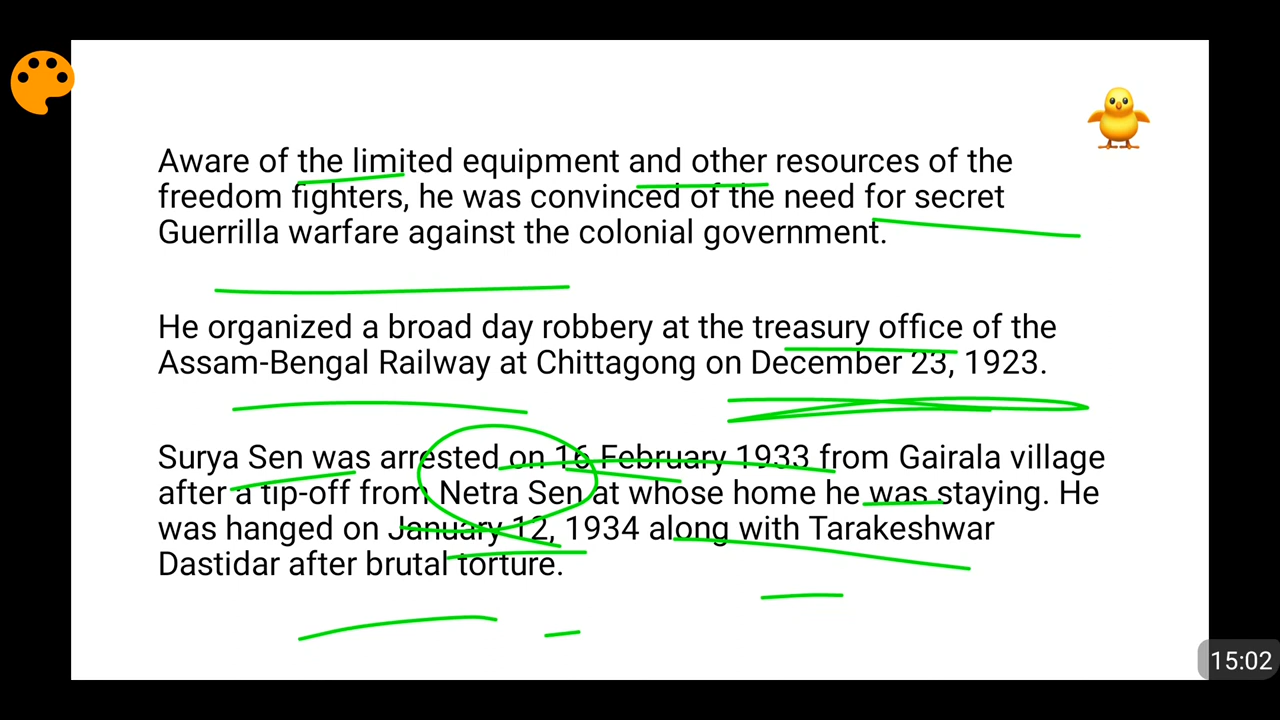 Aware of the limited equipment and other resources of the
freedom fighters, he was convinced of the need for secret
Guerrilla warfare against the colonial government.
He organized a broad day robbery at the treasury office of the
Assam-Bengal Railway at Chittagong on December 23, 1923.
Surya Sen was arrested on 16 February 1933 from Gairala village
after a tip-off from Netra Sen at whose home he was staying. He
was hanged on January 12, 1934 along with Tarakeshwar
Dastidar after brutal torture.
15:02